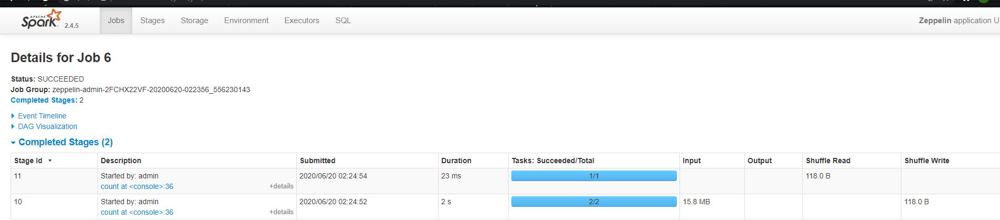 APACHE
Spark 2.4.5 Jobs Stages Storage Environment Executors SQL Zeppelin application U
Details for Job 6
Status: SUCCEEDED
Job Group: zeppelin-admin-2FCHX22VF-20200620-022356_556230143
Completed Stages: 2
Event Timeline
DAG Visualization
Completed Stages (2)
Stage Id Description Submitted Duration Tasks: Succeeded/Total Input Output Shuffle Read Shuffle Write
11 Started by: admin 2020/06/20 02:24:54 23 ms 1/1 118.0 B
count at <console>:36 +details
10 Started by: admin 2020/06/20 02:24:52 2 s 2/2 15.8 MB 118.0 B
count at <console>:36 +details